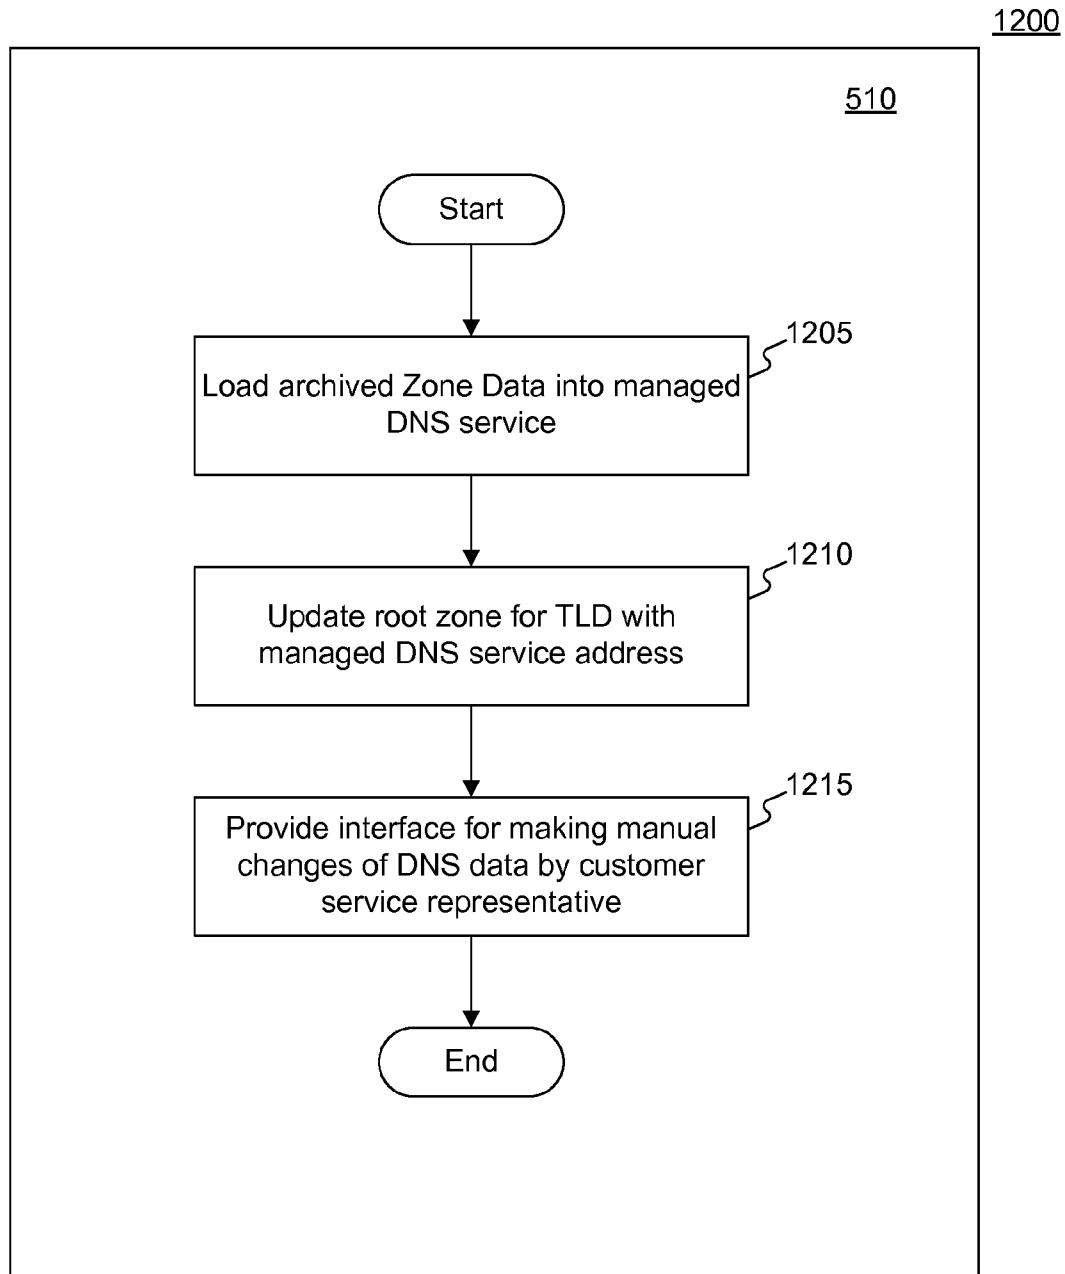 1200
510
Start
1205
Load archived Zone Data into managed
DNS service
1210
Update root zone for TLD with
managed DNS service address
1215
Provide interface for making manual
changes of DNS data by customer
service representative
End